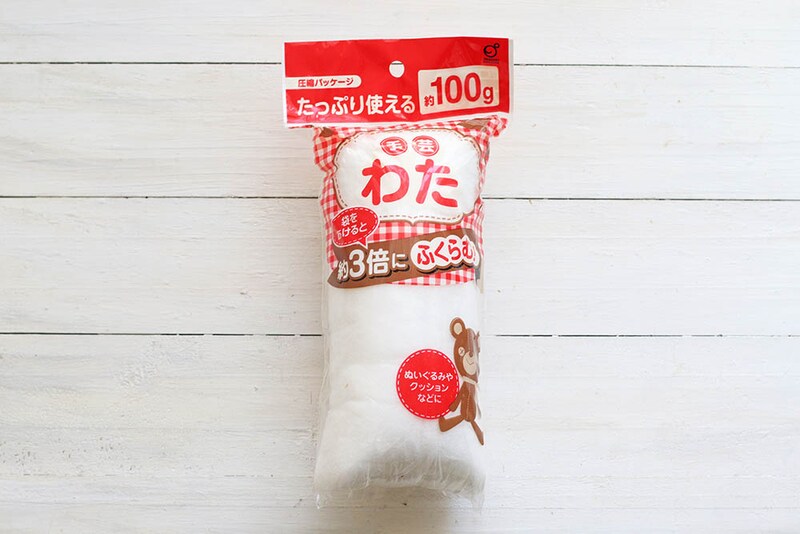 圧縮パッケージ
たっぷり使える
約100g
手芸
わた
袋を
開けると
約3倍に
ふくらむ
ぬいぐるみや
クッション
などに